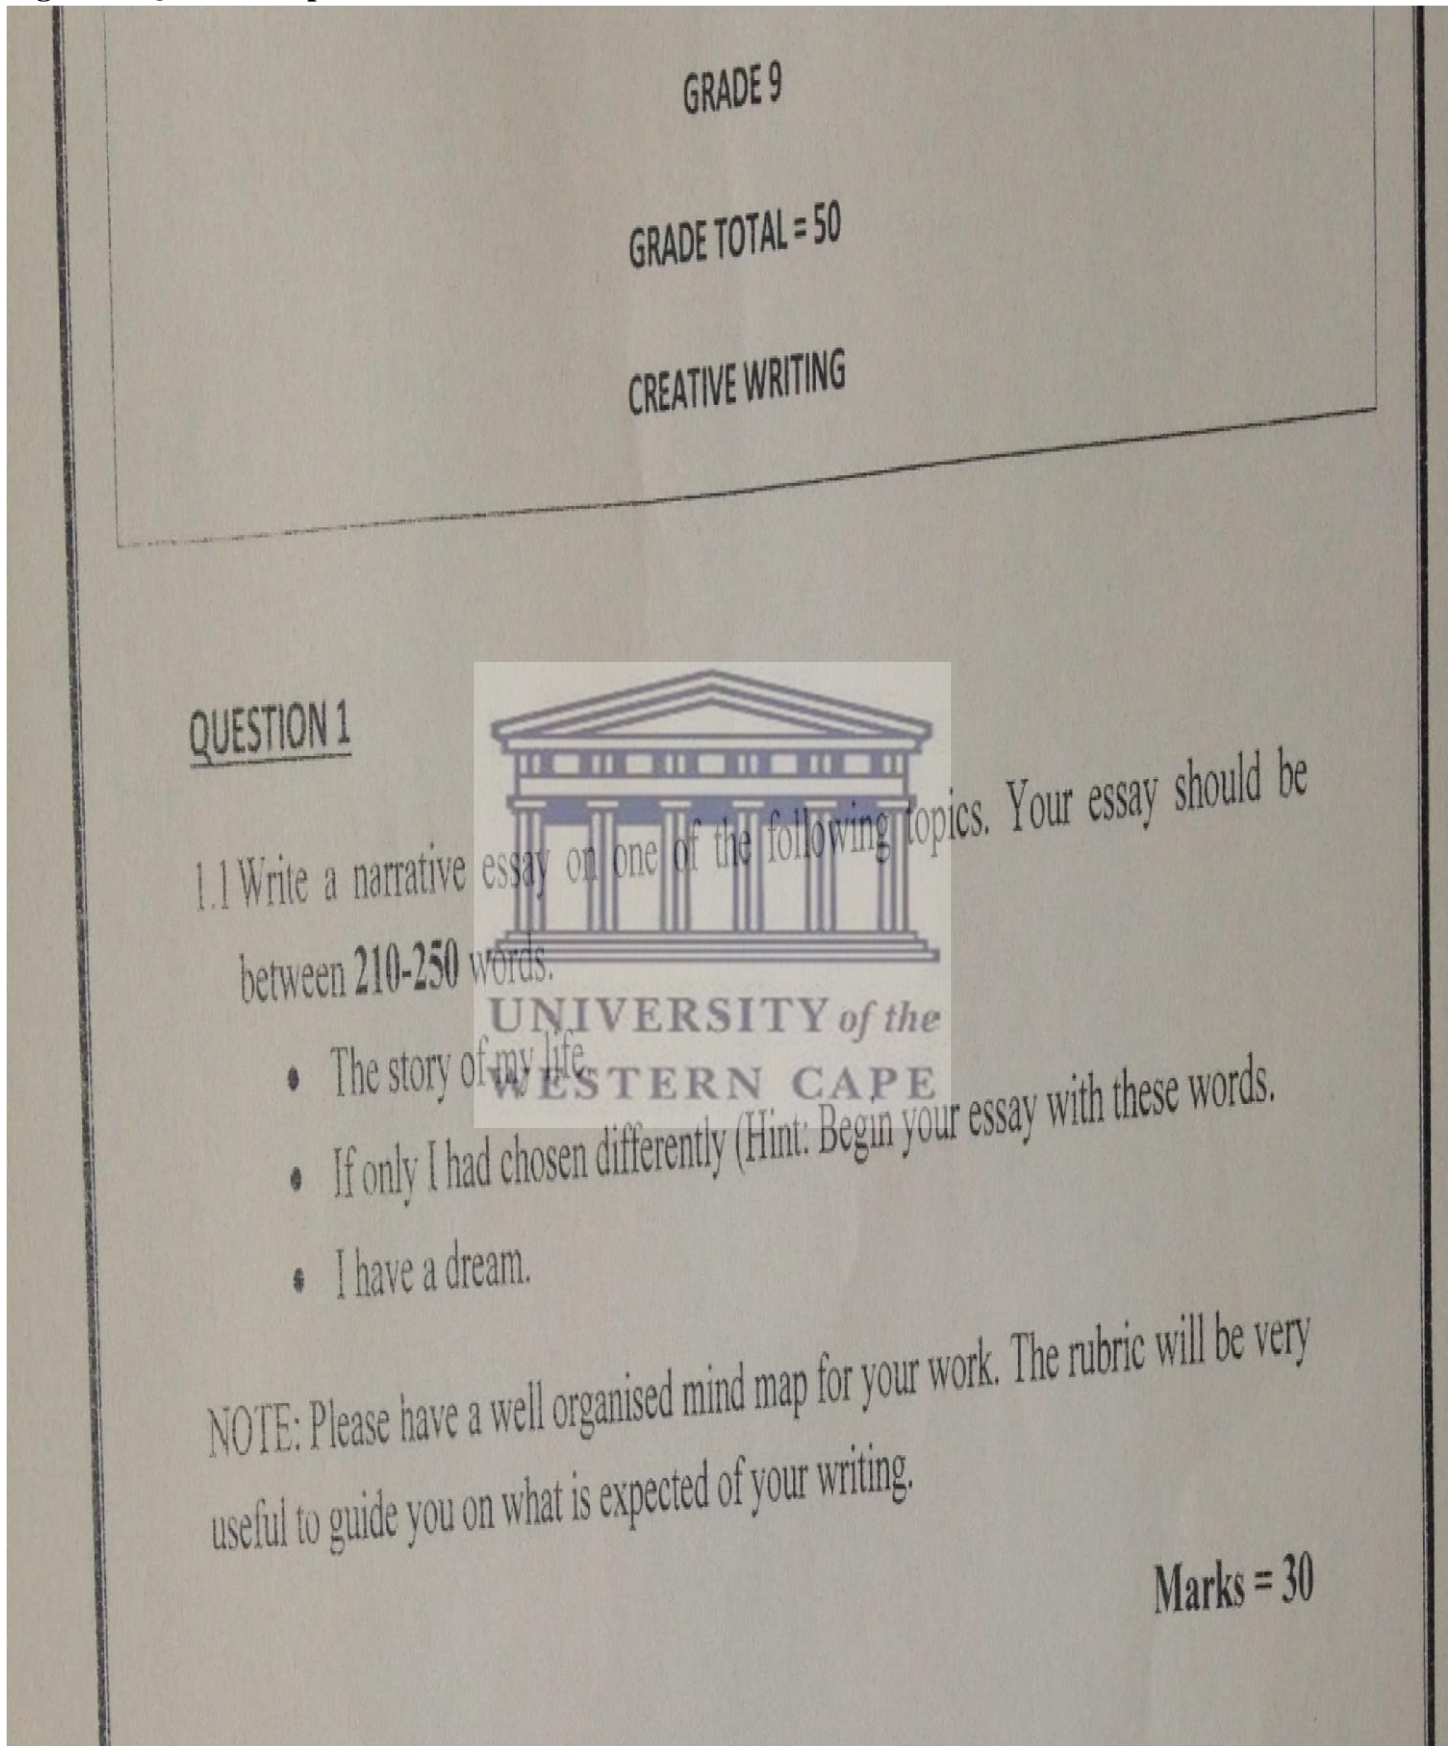 GRADE 9
GRADE TOTAL = 50
CREATIVE WRITING
QUESTION 1
1.1 Write a narrative essay on one of the following topics. Your essay should be
between 210-250 words.
UNIVERSITY of the
• The story of my life.
WESTERN CAPE
• If only I had chosen differently (Hint: Begin your essay with these words.
• I have a dream.
NOTE: Please have a well organised mind map for your work. The rubric will be very
useful to guide you on what is expected of your writing.
Marks = 30